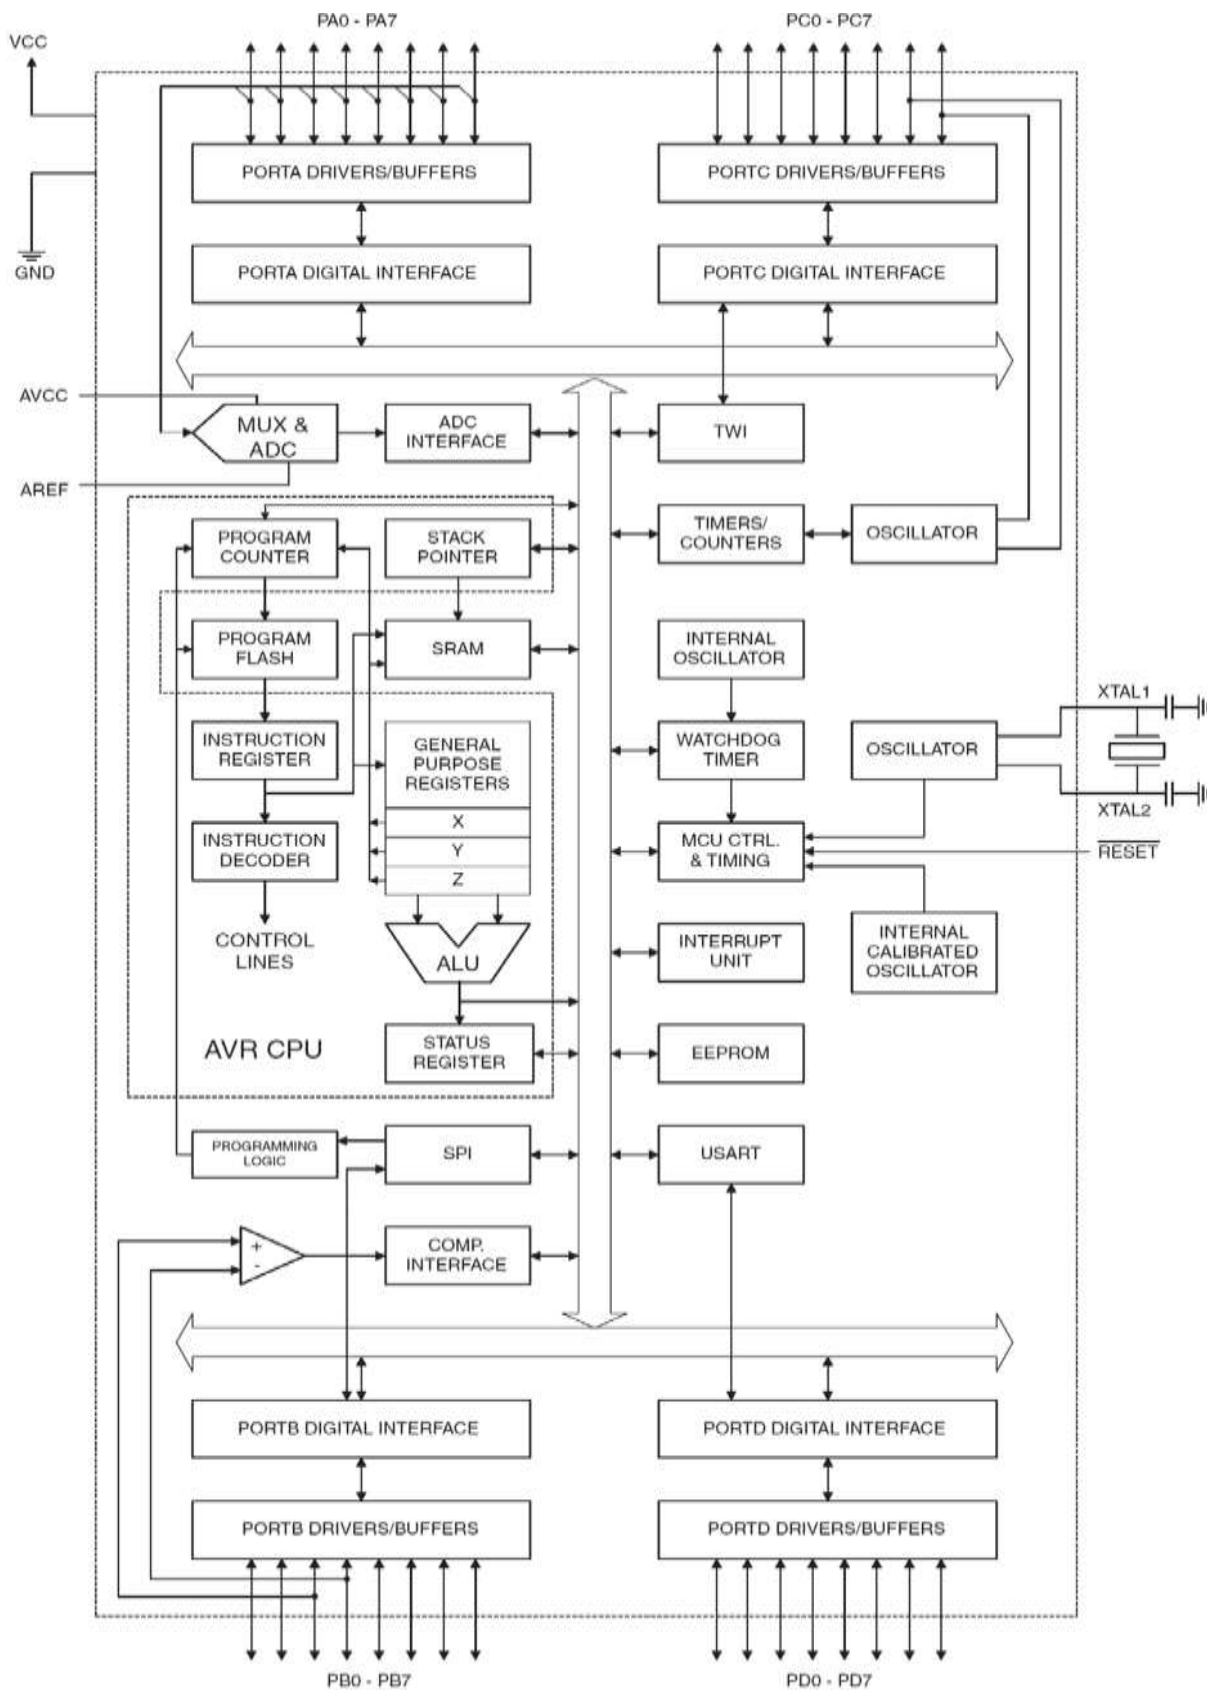 PA0 - PA7
PC0 - PC7
VCC
PORTA DRIVERS/BUFFERS
PORTC DRIVERS/BUFFERS
GND
PORTA DIGITAL INTERFACE
PORTC DIGITAL INTERFACE
AVCC
MUX &
ADC
ADC
INTERFACE
TWI
AREF
PROGRAM
COUNTER
STACK
POINTER
TIMERS/
COUNTERS
OSCILLATOR
PROGRAM
FLASH
SRAM
INTERNAL
OSCILLATOR
XTAL1
INSTRUCTION
REGISTER
GENERAL
PURPOSE
REGISTERS
WATCHDOG
TIMER
OSCILLATOR
X
XTAL2
INSTRUCTION
DECODER
Y
MCU CTRL.
& TIMING
RESET
Z
CONTROL
LINES
ALU
INTERRUPT
UNIT
INTERNAL
CALIBRATED
OSCILLATOR
AVR CPU
STATUS
REGISTER
EEPROM
PROGRAMMING
LOGIC
SPI
USART
+
-
COMP.
INTERFACE
PORTB DIGITAL INTERFACE
PORTD DIGITAL INTERFACE
PORTB DRIVERS/BUFFERS
PORTD DRIVERS/BUFFERS
PB0 - PB7
PD0 - PD7